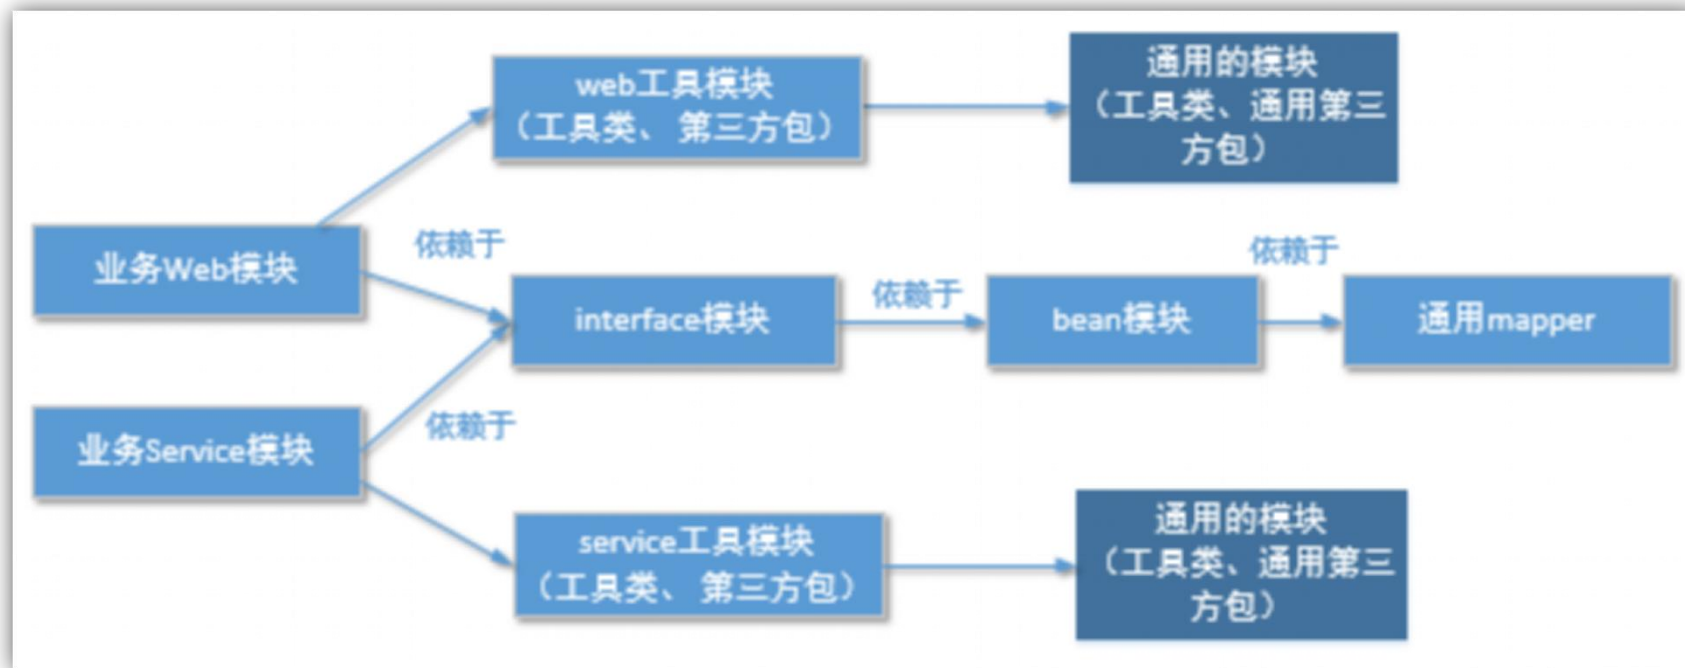 web工具模块
（工具类、 第三方包）
通用的模块
（工具类、通用第三
方包）
业务Web模块
依赖于
interface模块
依赖于
bean模块
依赖于
通用mapper
业务Service模块
依赖于
service工具模块
（工具类、 第三方包）
通用的模块
（工具类、通用第三
方包）